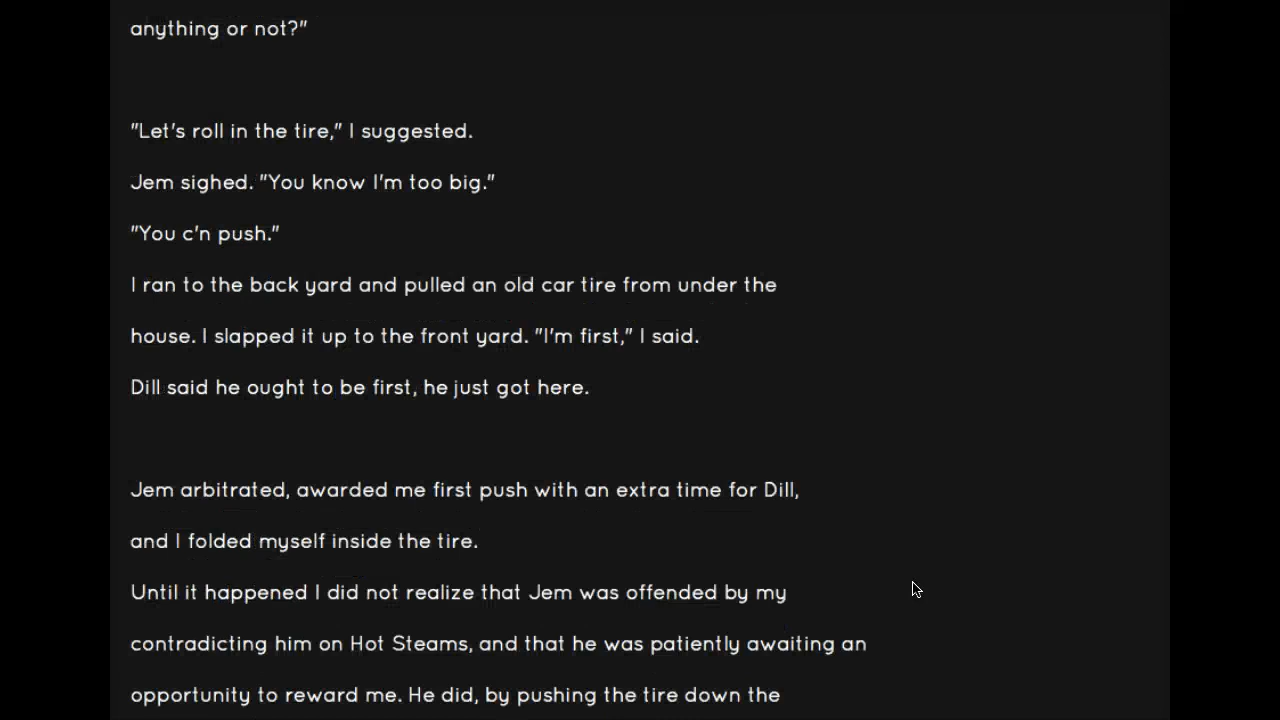 anything or not?"
"Let's roll in the tire," I suggested.
Jem sighed. "You know I'm too big."
"You c'n push."
I ran to the back yard and pulled an old car tire from under the
house. I slapped it up to the front yard. "I'm first," I said.
Dill said he ought to be first, he just got here.
Jem arbitrated, awarded me first push with an extra time for Dill,
and I folded myself inside the tire.
Until it happened I did not realize that Jem was offended by my
contradicting him on Hot Steams, and that he was patiently awaiting an
opportunity to reward me. He did, by pushing the tire down the